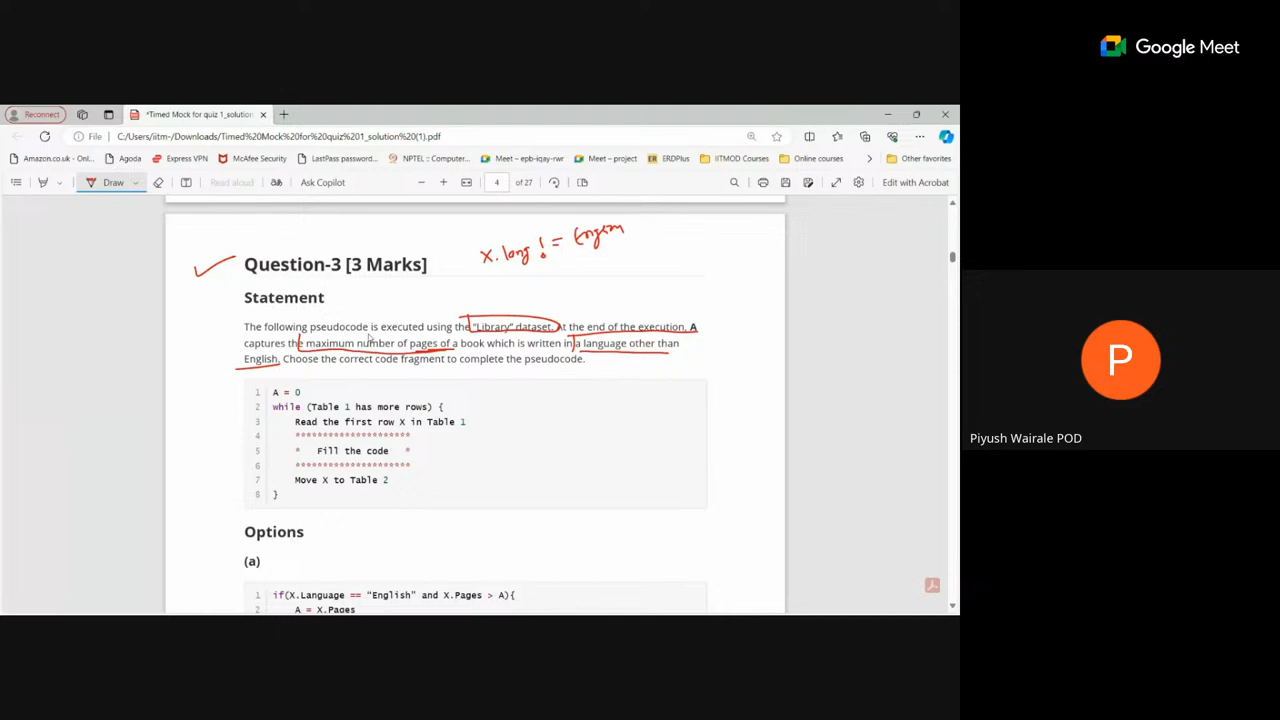 Google Meet
Reconnect
*Timed Mock for quiz 1_solution
File
C:/Users/iitm-/Downloads/Timed%20Mock%20for%20quiz%201_solution%20(1).pdf
Amazon.co.uk - Onl...
Agoda
Express VPN
McAfee Security
LastPass password...
NPTEL :: Computer...
Meet – epb-iqay-rwr
Meet – project
ERDPlus
IITMOD Courses
Online courses
Other favorites
Draw
Read aloud
Ask Copilot
4 of 27
Edit with Acrobat
X. lang !=
Question-3 [3 Marks]
Statement
The following pseudocode is executed using the "Library" dataset. At the end of the execution, A
captures the maximum number of pages of a book which is written in a language other than
English. Choose the correct code fragment to complete the pseudocode.
1 A = 0
2 while (Table 1 has more rows) {
3 Read the first row X in Table 1
4 *********************
5 * Fill the code *
6 *********************
7 Move X to Table 2
8 }
Options
(a)
1 if(X.Language == "English" and X.Pages > A){
2 A = X.Pages
P
Piyush Wairale POD